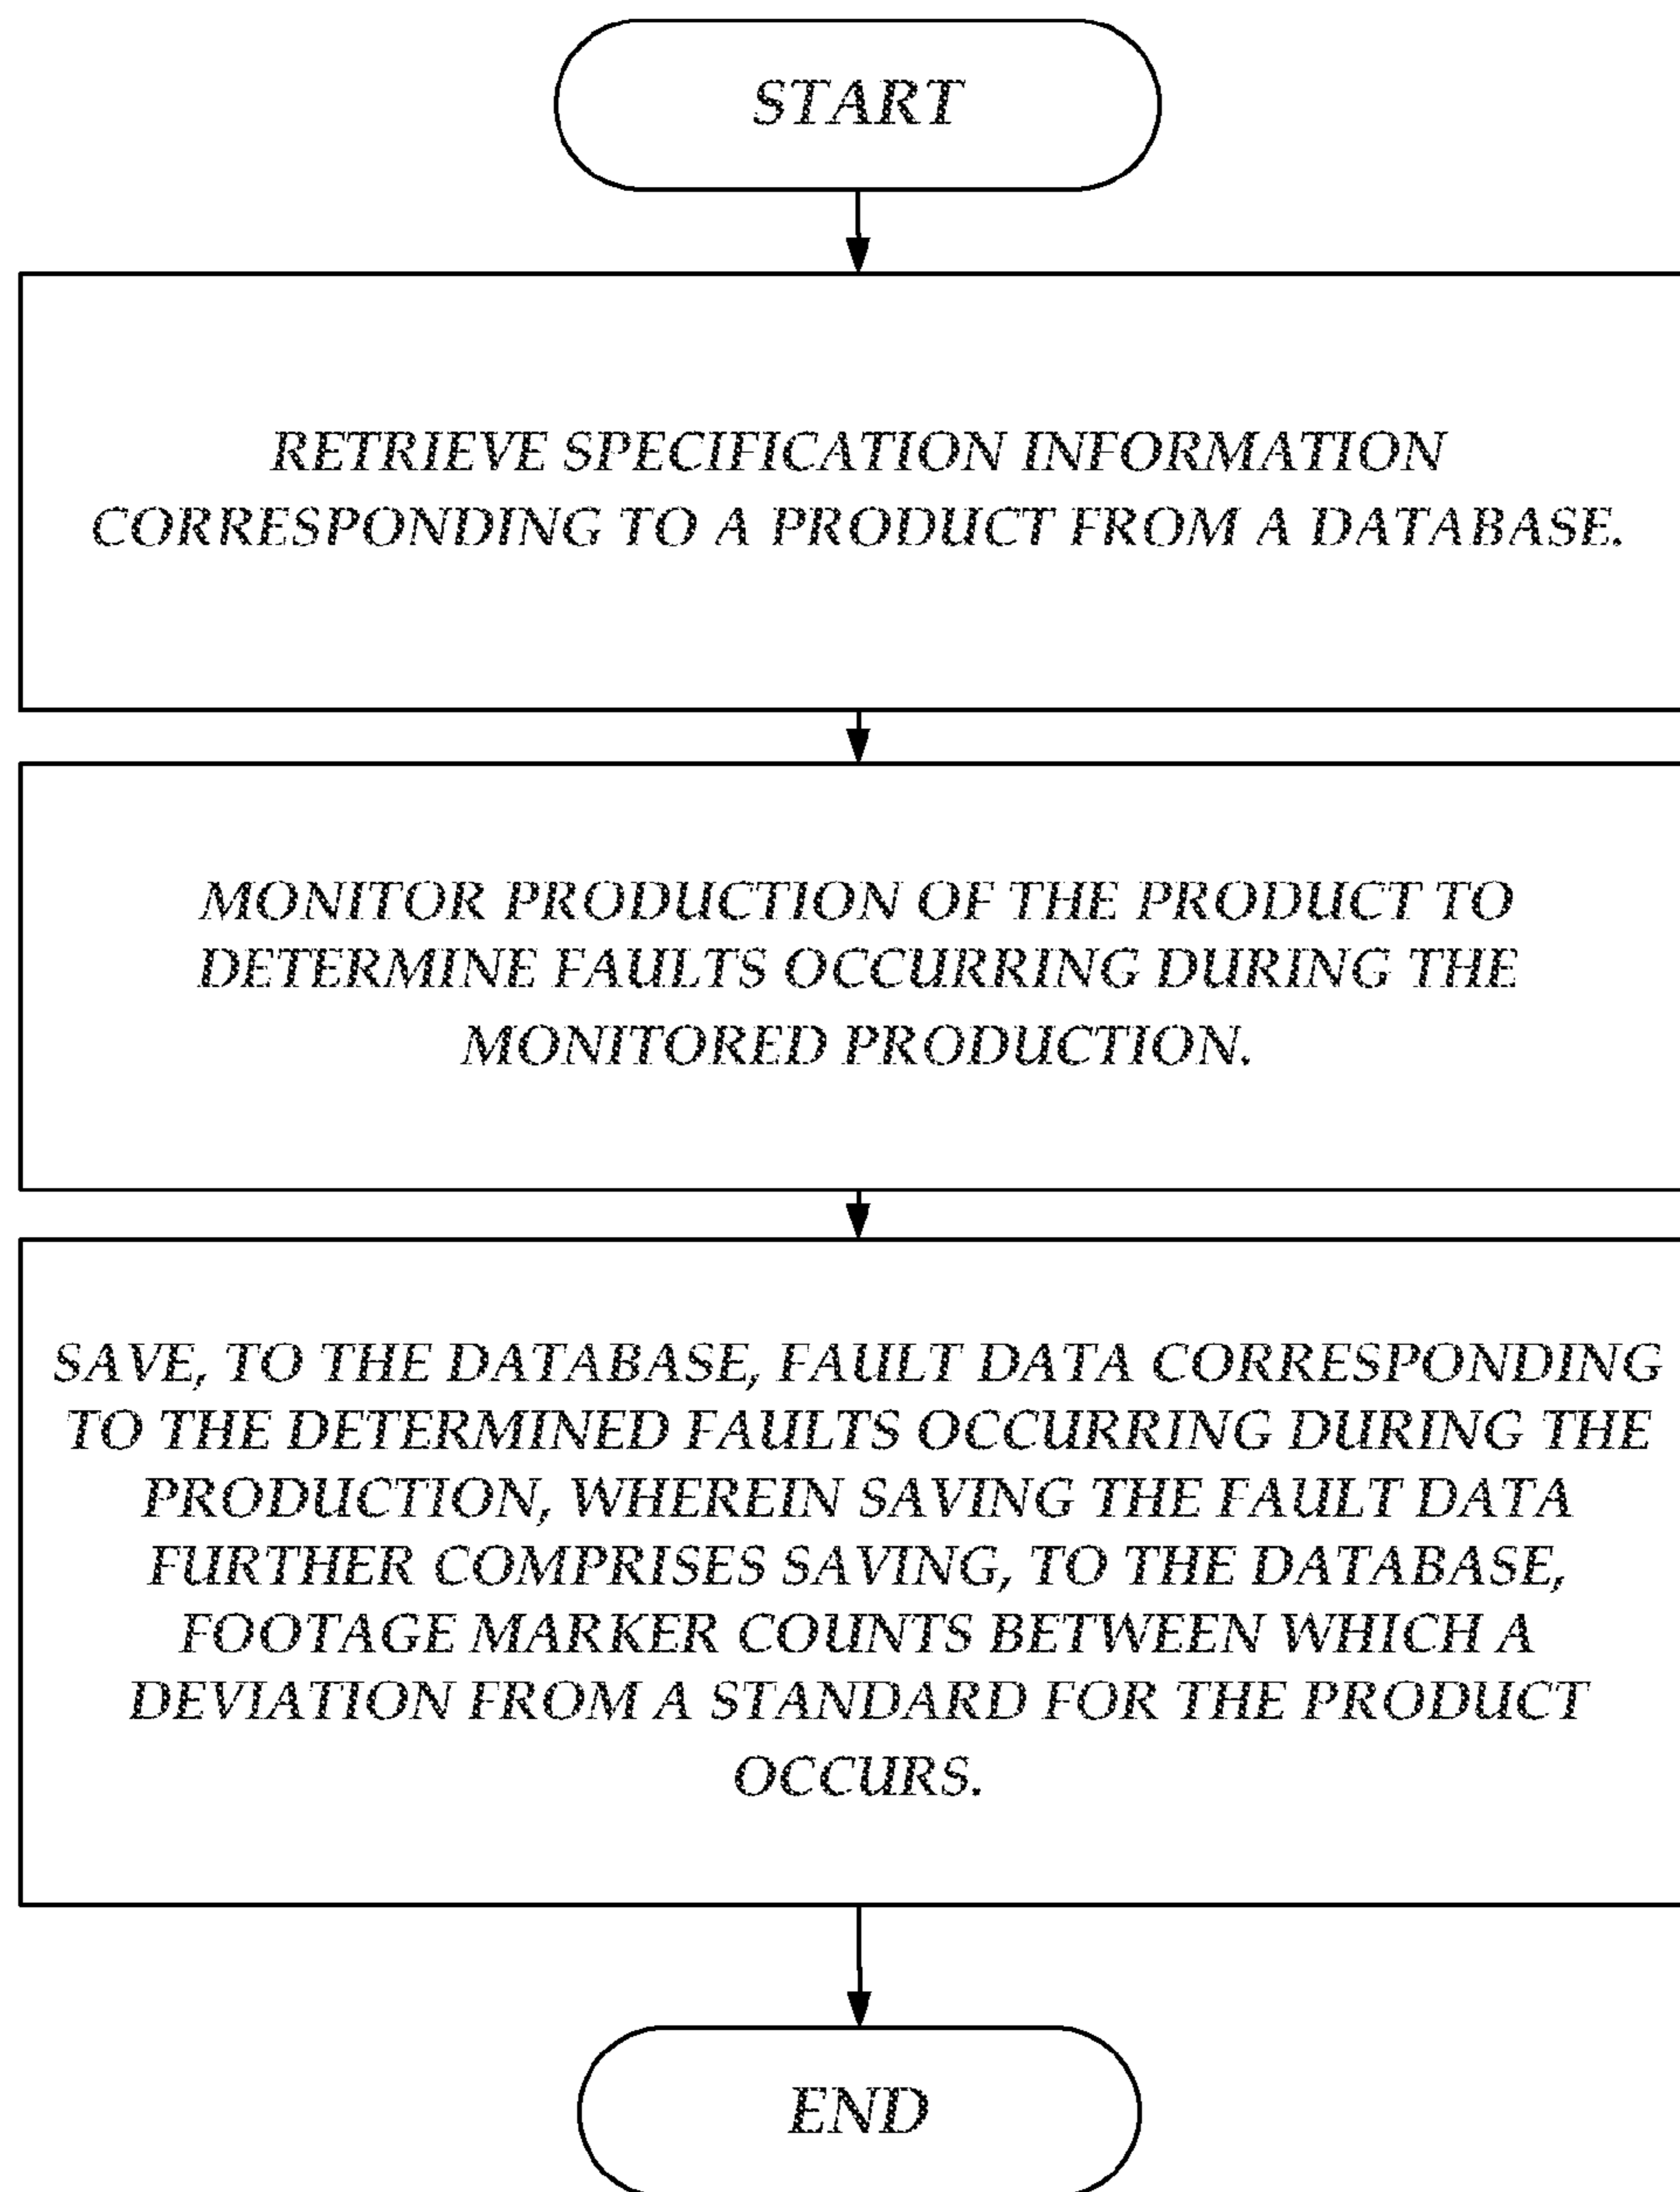 START
RETRIEVE SPECIFICATION INFORMATION
CORRESPONDING TO A PRODUCT FROM A DATABASE.
MONITOR PRODUCTION OF THE PRODUCT TO
DETERMINE FAULTS OCCURRING DURING THE
MONITORED PRODUCTION.
SAVE, TO THE DATABASE, FAULT DATA CORRESPONDING
TO THE DETERMINED FAULTS OCCURRING DURING THE
PRODUCTION, WHEREIN SAVING THE FAULT DATA
FURTHER COMPRISES SAVING, TO THE DATABASE,
FOOTAGE MARKER COUNTS BETWEEN WHICH A
DEVIATION FROM A STANDARD FOR THE PRODUCT
OCCURS.
END